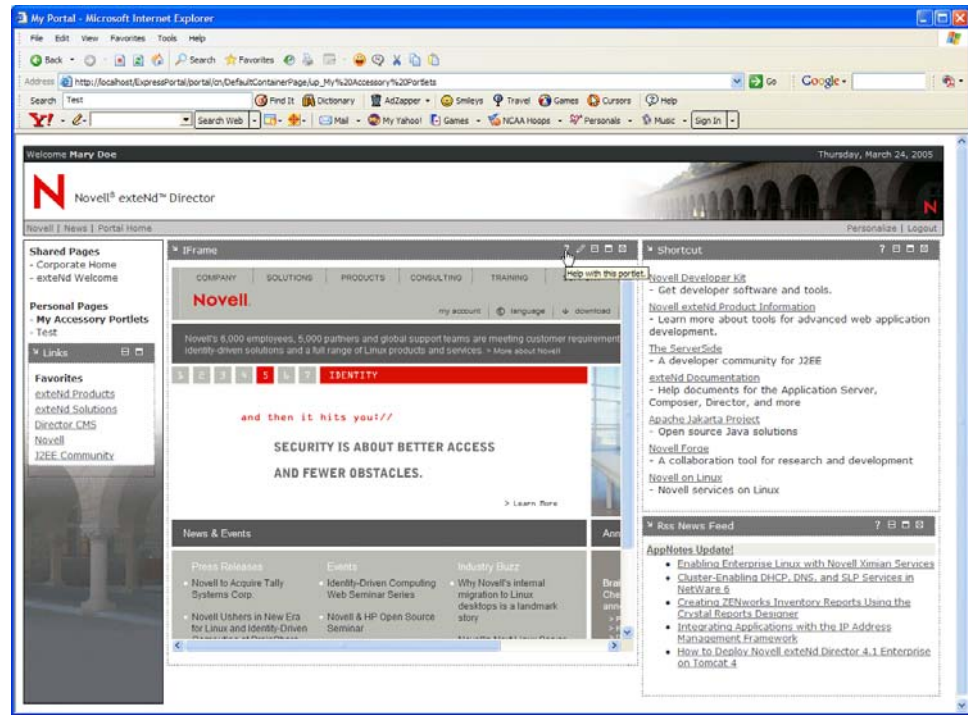 My Portal - Microsoft Internet Explorer
File Edit View Favorites Tools Help
Back Search Favorites
Address http://localhost/ExpressPortal/portal/cn/DefaultContainerPage/up_My%20Accessory%20Portlets Go Google
Search Test Find It Dictionary AdZapper Smileys Travel Games Cursors Help
Y! Search Web Mail My Yahoo! Games NCAA Hoops Personals Music Sign In
Welcome Mary Doe Thursday, March 24, 2005
N Novell® exteNd™ Director N
Novell | News | Portal Home Personalize | Logout
Shared Pages
- Corporate Home
- exteNd Welcome
Personal Pages
- My Accessory Portlets
- Test
Links
Favorites
exteNd Products
exteNd Solutions
Director CMS
Novell
J2EE Community
IFrame ?
Help with this portlet.
COMPANY SOLUTIONS PRODUCTS CONSULTING TRAINING
Novell.
my account language download
Novell's 6,000 employees, 5,000 partners and global support teams are meeting customer requirement
identity-driven solutions and a full range of Linux products and services. > More about Novell
1 2 3 4 5 6 7 IDENTITY
and then it hits you://
SECURITY IS ABOUT BETTER ACCESS
AND FEWER OBSTACLES.
> Learn More
News & Events Ann
Press Releases
Novell to Acquire Tally
Systems Corp.
Novell Ushers in New Era
for Linux and Identity-Driven
Events
Identity-Driven Computing
Web Seminar Series
Novell & HP Open Source
Seminar
Industry Buzz
Why Novell's internal
migration to Linux
desktops is a landmark
story
Shortcut ?
Novell Developer Kit
- Get developer software and tools.
Novell exteNd Product Information
- Learn more about tools for advanced web application
development.
The ServerSide
- A developer community for J2EE
exteNd Documentation
- Help documents for the Application Server,
Composer, Director, and more
Apache Jakarta Project
- Open source Java solutions
Novell Forge
- A collaboration tool for research and development
Novell on Linux
- Novell services on Linux
Rss News Feed ?
AppNotes Update!
Enabling Enterprise Linux with Novell Ximian Services
Cluster-Enabling DHCP, DNS, and SLP Services in
NetWare 6
Creating ZENworks Inventory Reports Using the
Crystal Reports Designer
Integrating Applications with the IP Address
Management Framework
How to Deploy Novell exteNd Director 4.1 Enterprise
on Tomcat 4